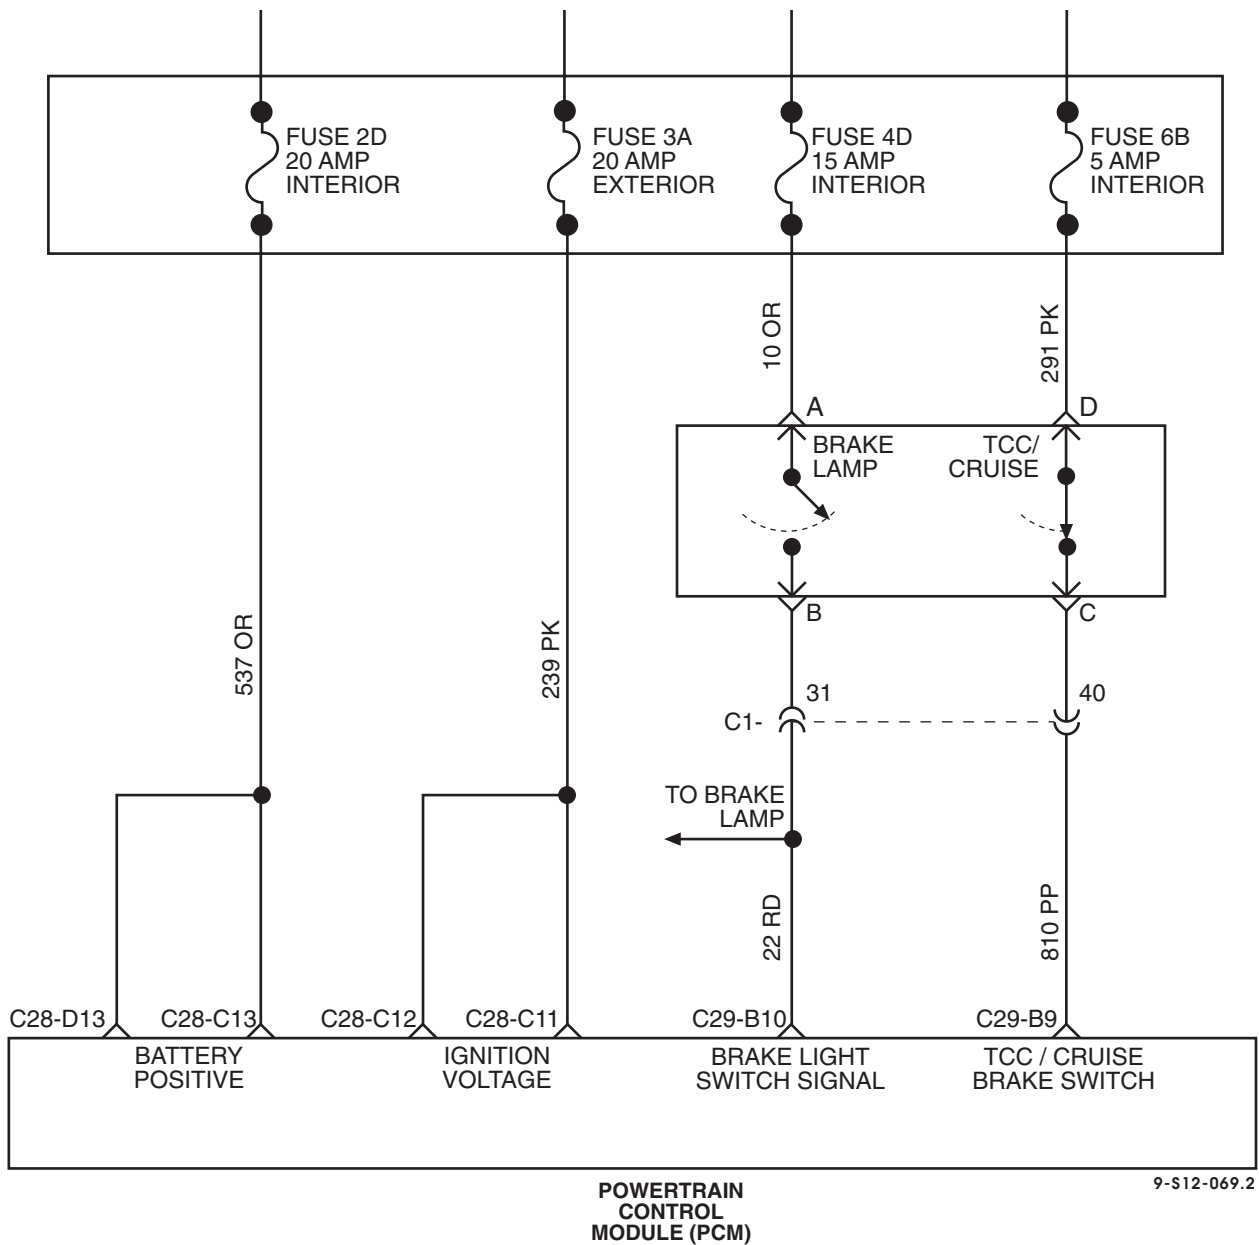 FUSE 2D
20 AMP
INTERIOR
FUSE 3A
20 AMP
EXTERIOR
FUSE 4D
15 AMP
INTERIOR
FUSE 6B
5 AMP
INTERIOR
10 OR
291 PK
A
D
BRAKE
LAMP
TCC/
CRUISE
B
C
537 OR
239 PK
31
40
C1-
TO BRAKE
LAMP
22 RD
810 PP
C28-D13
C28-C13
C28-C12
C28-C11
C29-B10
C29-B9
BATTERY
POSITIVE
IGNITION
VOLTAGE
BRAKE LIGHT
SWITCH SIGNAL
TCC / CRUISE
BRAKE SWITCH
9-S12-069.2
POWERTRAIN
CONTROL
MODULE (PCM)